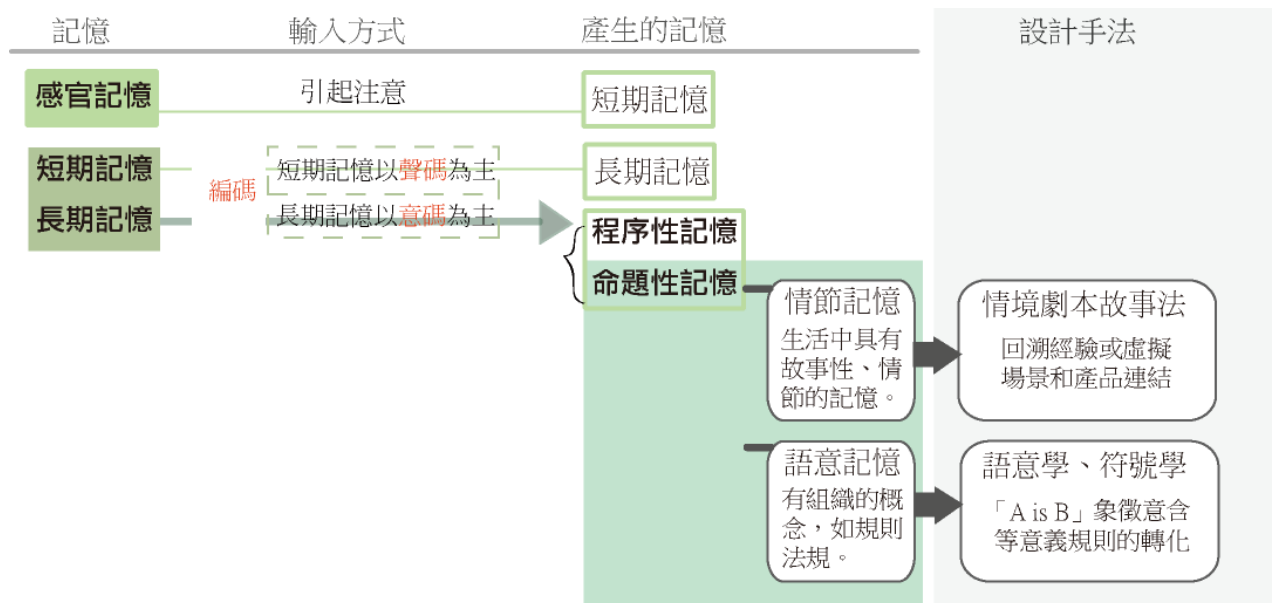 記憶
輸入方式
產生的記憶
設計手法
感官記憶
引起注意
短期記憶
短期記憶
編碼
短期記憶以聲碼為主
長期記憶
長期記憶
長期記憶以意碼為主
程序性記憶
命題性記憶
情節記憶
生活中具有
故事性、情
節的記憶。
情境劇本故事法
回溯經驗或虛擬
場景和產品連結
語意記憶
有組織的概
念，如規則
法規。
語意學、符號學
「A is B」象徵意含
等意義規則的轉化